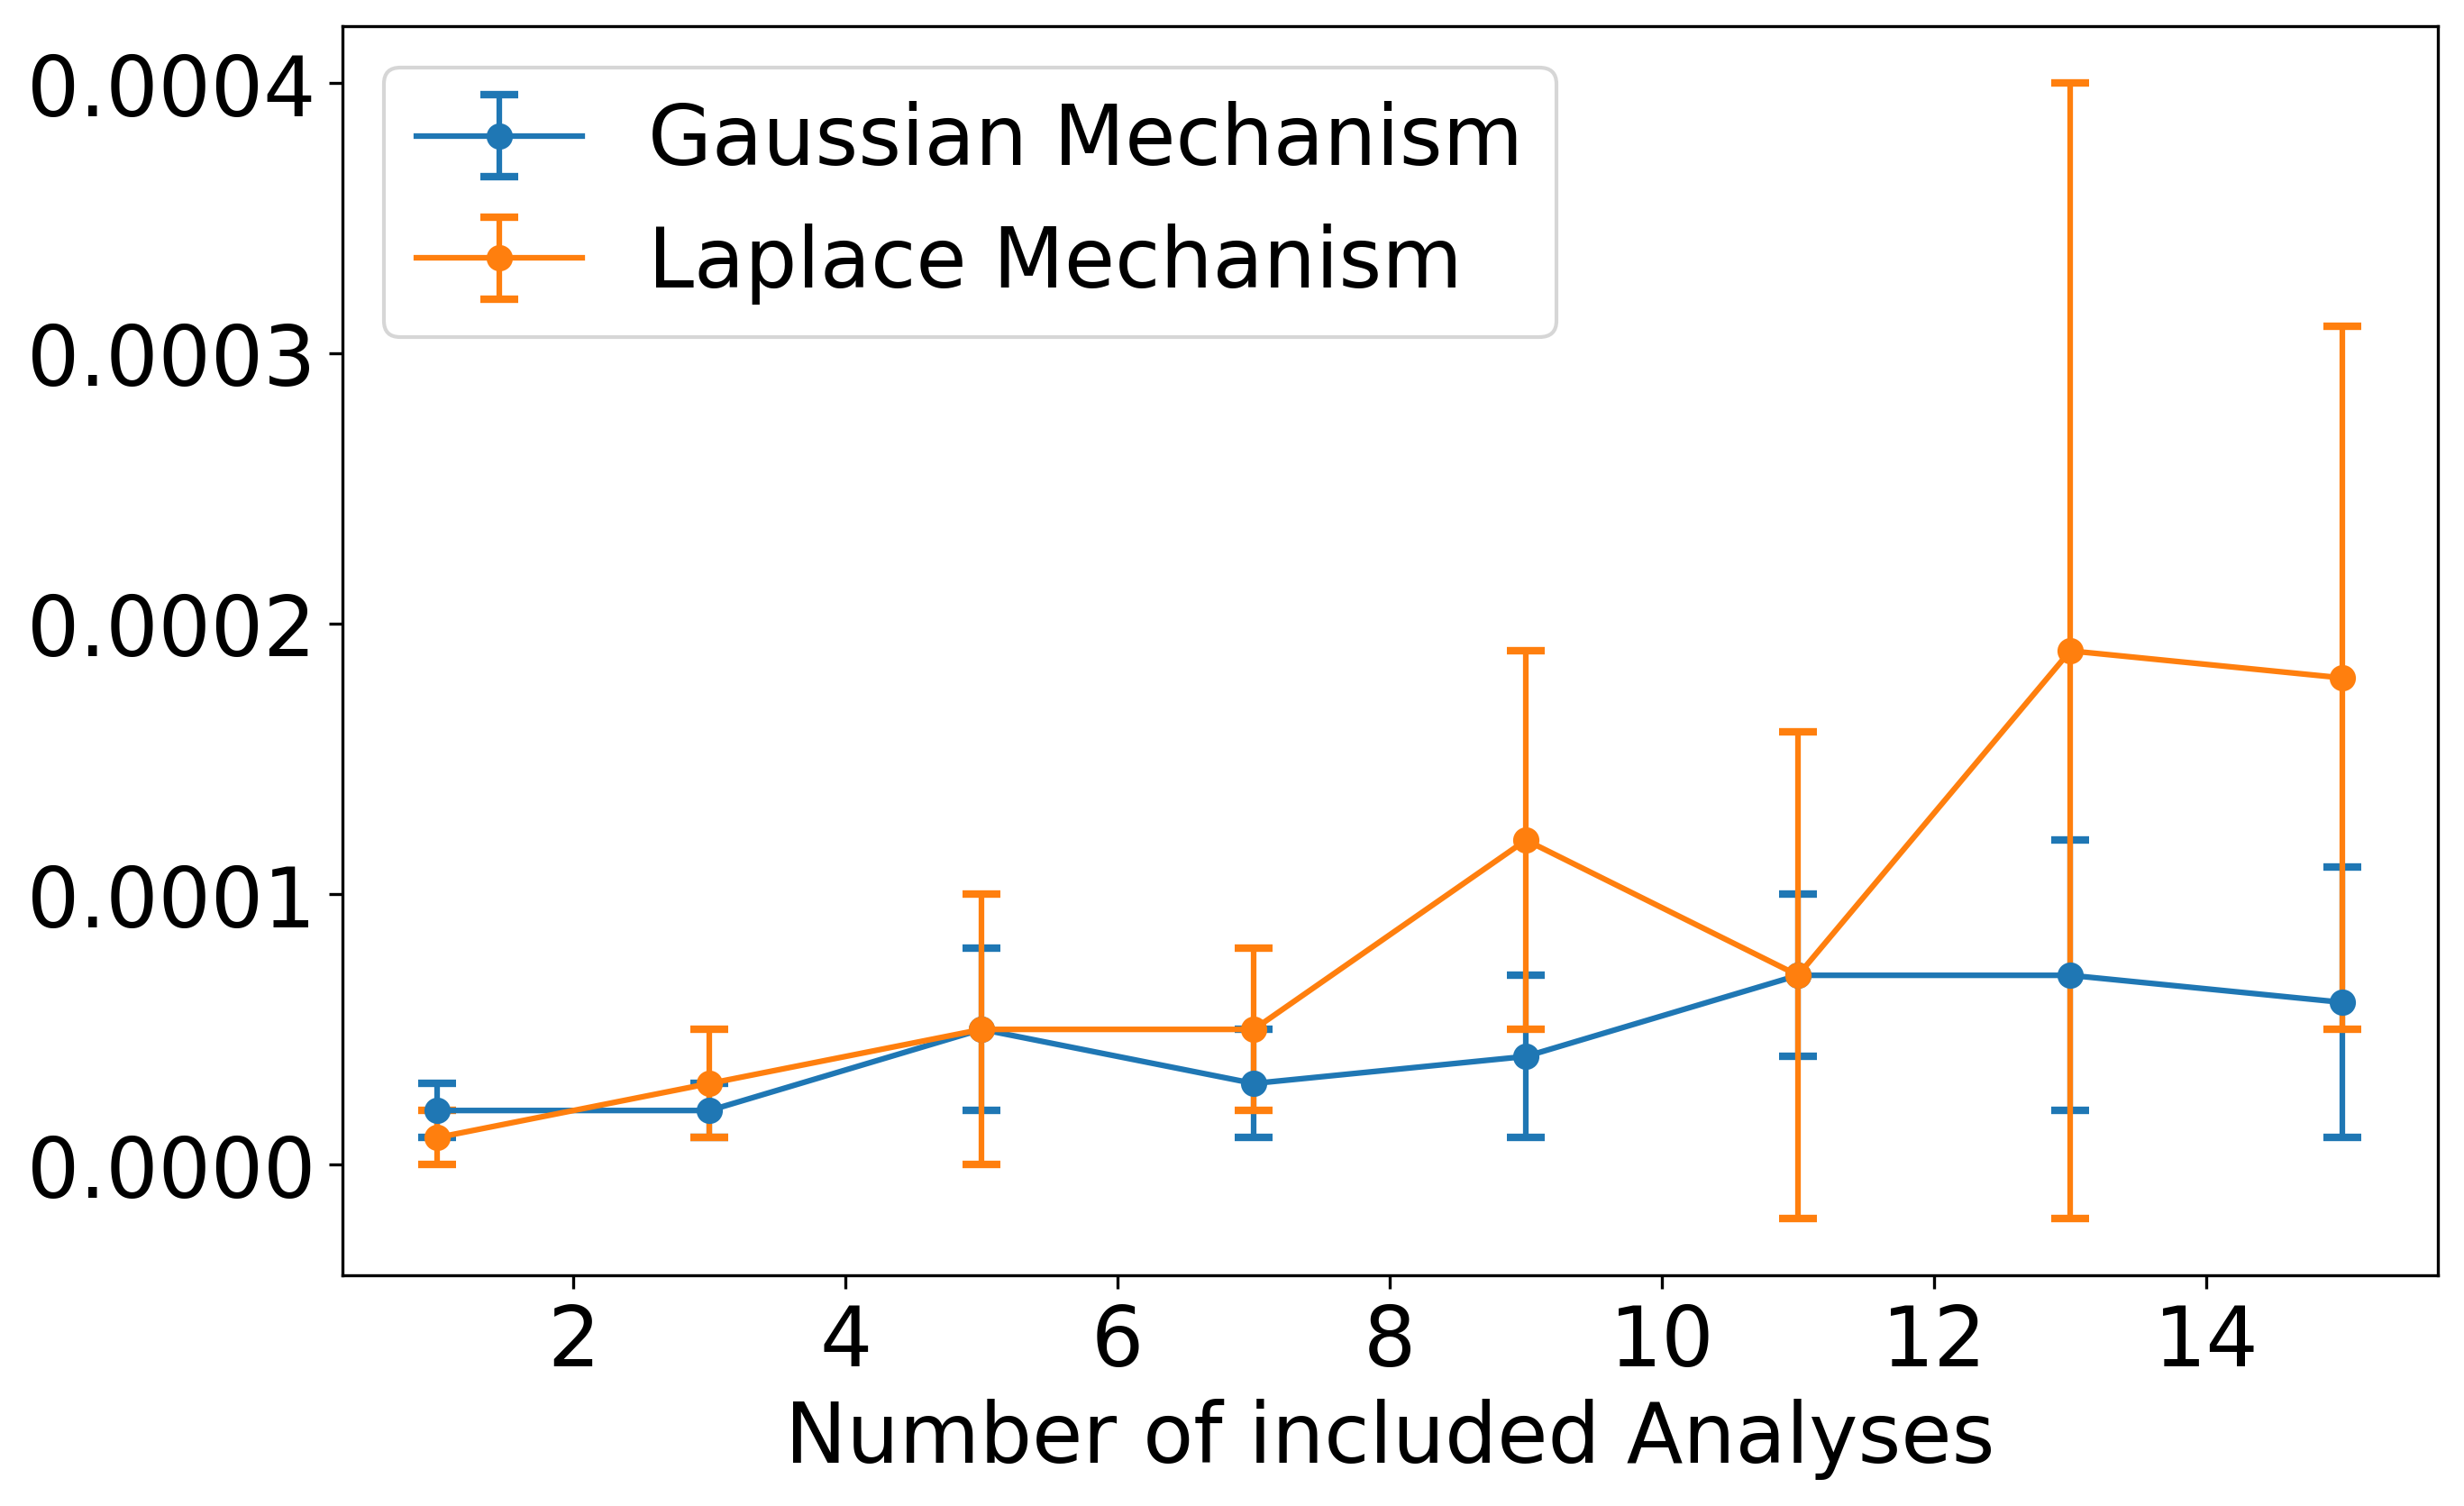 0.0004
0.0003
0.0002
0.0001
0.0000
Gaussian Mechanism
Laplace Mechanism
2 4 6 8 10 12 14
Number of included Analyses